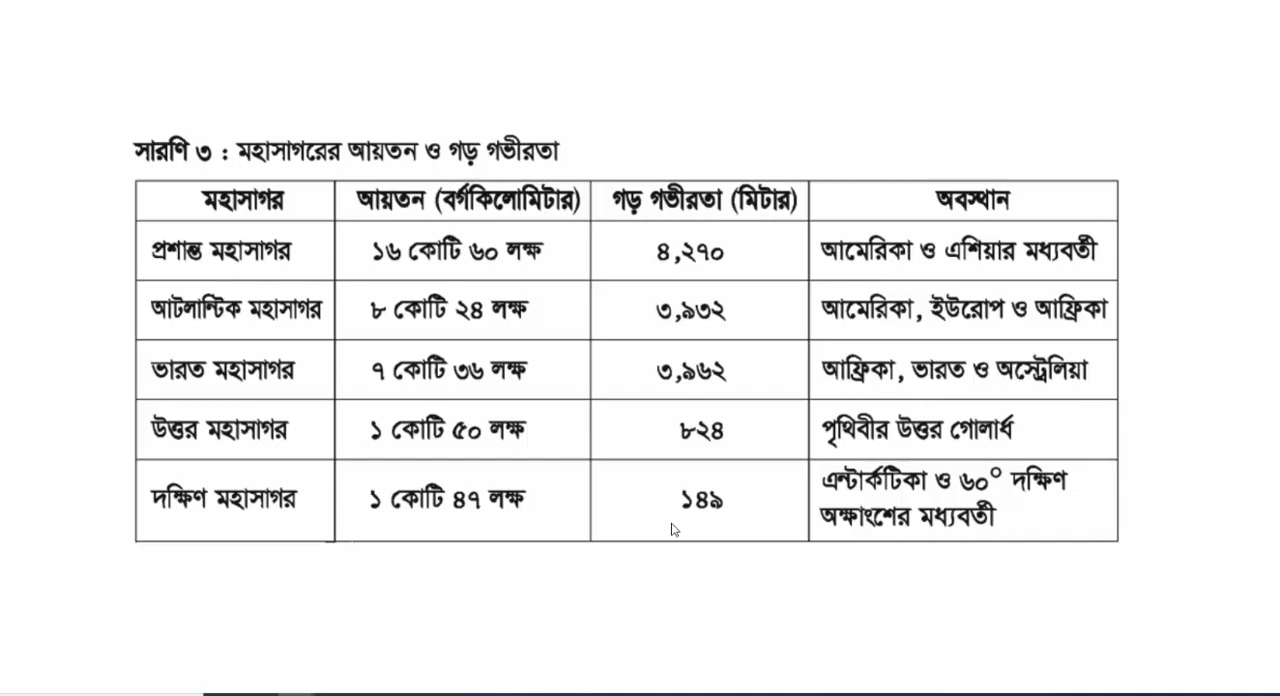 সারণি ৩ : মহাসাগরের আয়তন ও গড় গভীরতা
মহাসাগর আয়তন (বর্গকিলোমিটার) গড় গভীরতা (মিটার) অবস্থান
প্রশান্ত মহাসাগর ১৬ কোটি ৬০ লক্ষ ৪,২৭০ আমেরিকা ও এশিয়ার মধ্যবর্তী
আটলান্টিক মহাসাগর ৮ কোটি ২৪ লক্ষ ৩,৯৩২ আমেরিকা, ইউরোপ ও আফ্রিকা
ভারত মহাসাগর ৭ কোটি ৩৬ লক্ষ ৩,৯৬২ আফ্রিকা, ভারত ও অস্ট্রেলিয়া
উত্তর মহাসাগর ১ কোটি ৫০ লক্ষ ৮২৪ পৃথিবীর উত্তর গোলার্ধ
দক্ষিণ মহাসাগর ১ কোটি ৪৭ লক্ষ ১৪৯ এন্টার্কটিকা ও ৬০° দক্ষিণ
অক্ষাংশের মধ্যবর্তী